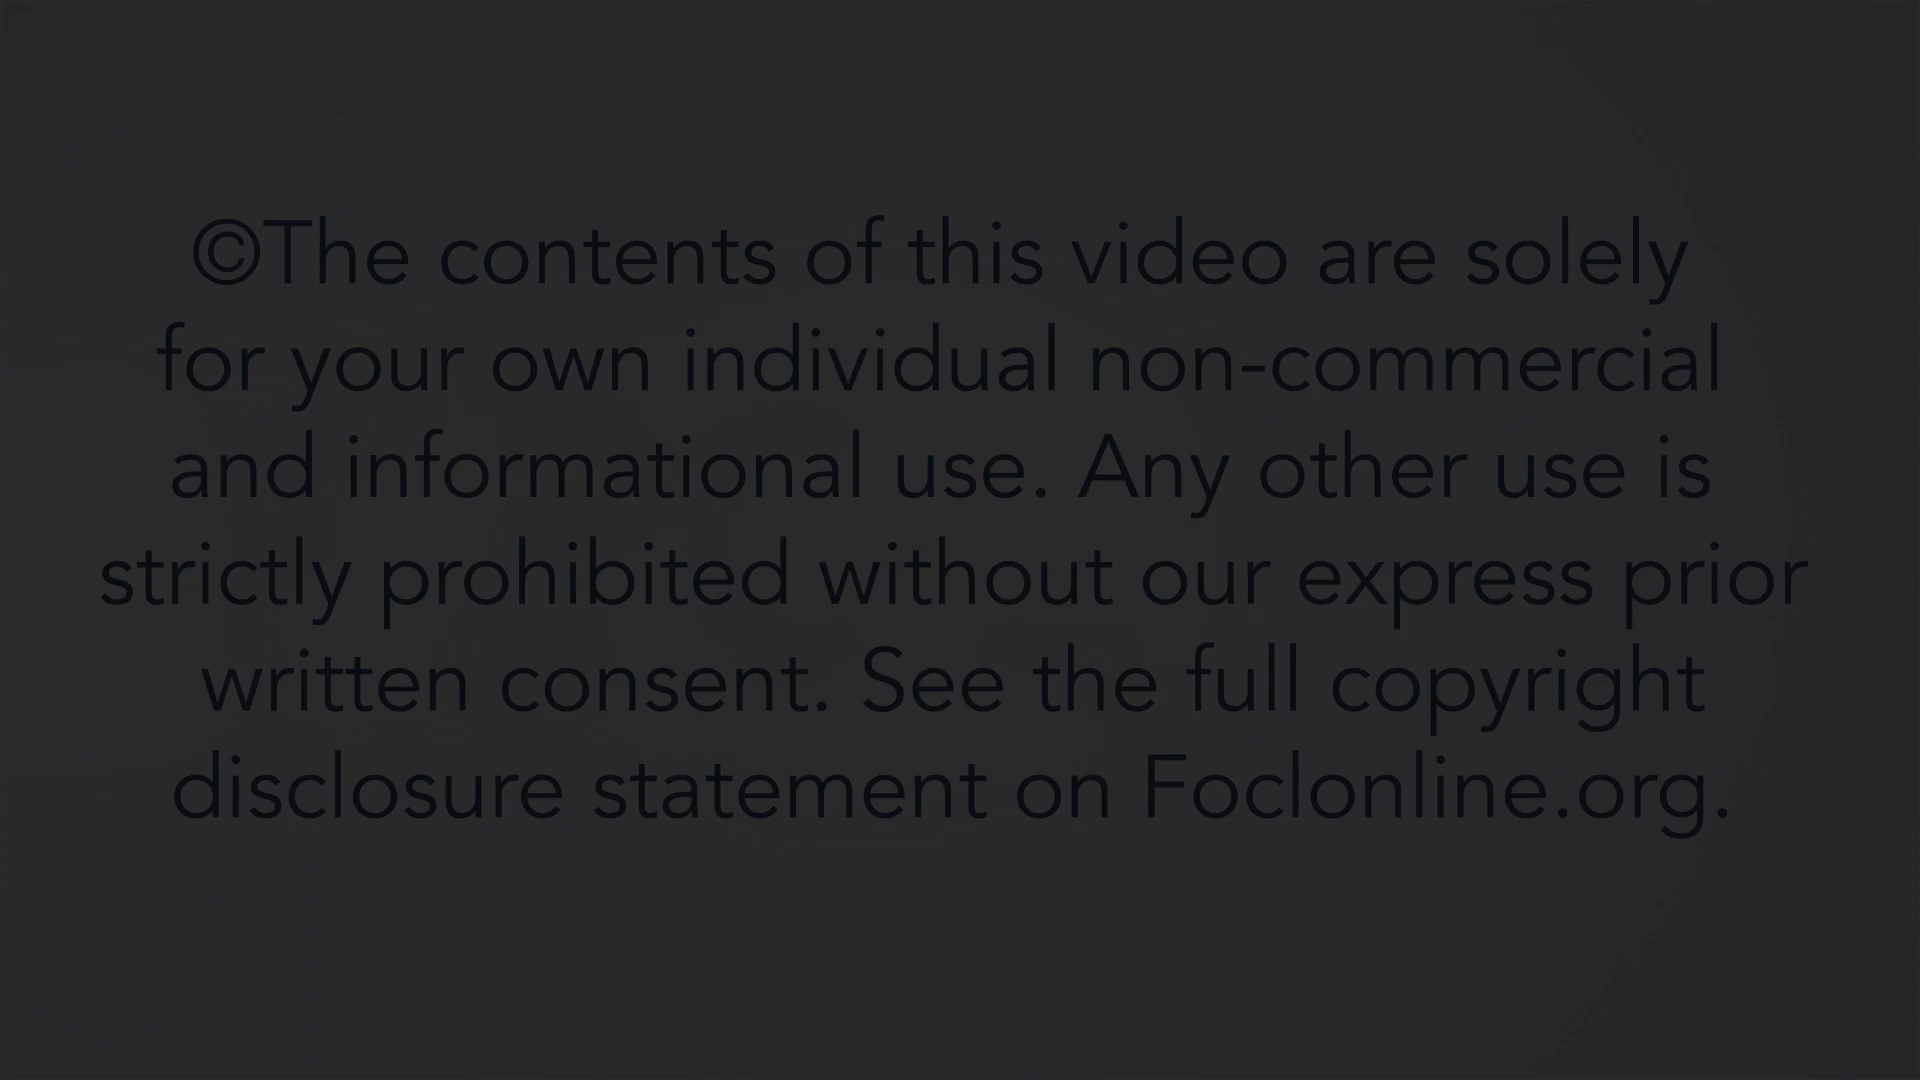 ©The contents of this video are solely
for your own individual non-commercial
and informational use. Any other use is
strictly prohibited without our express prior
written consent. See the full copyright
disclosure statement on Foclonline.org.